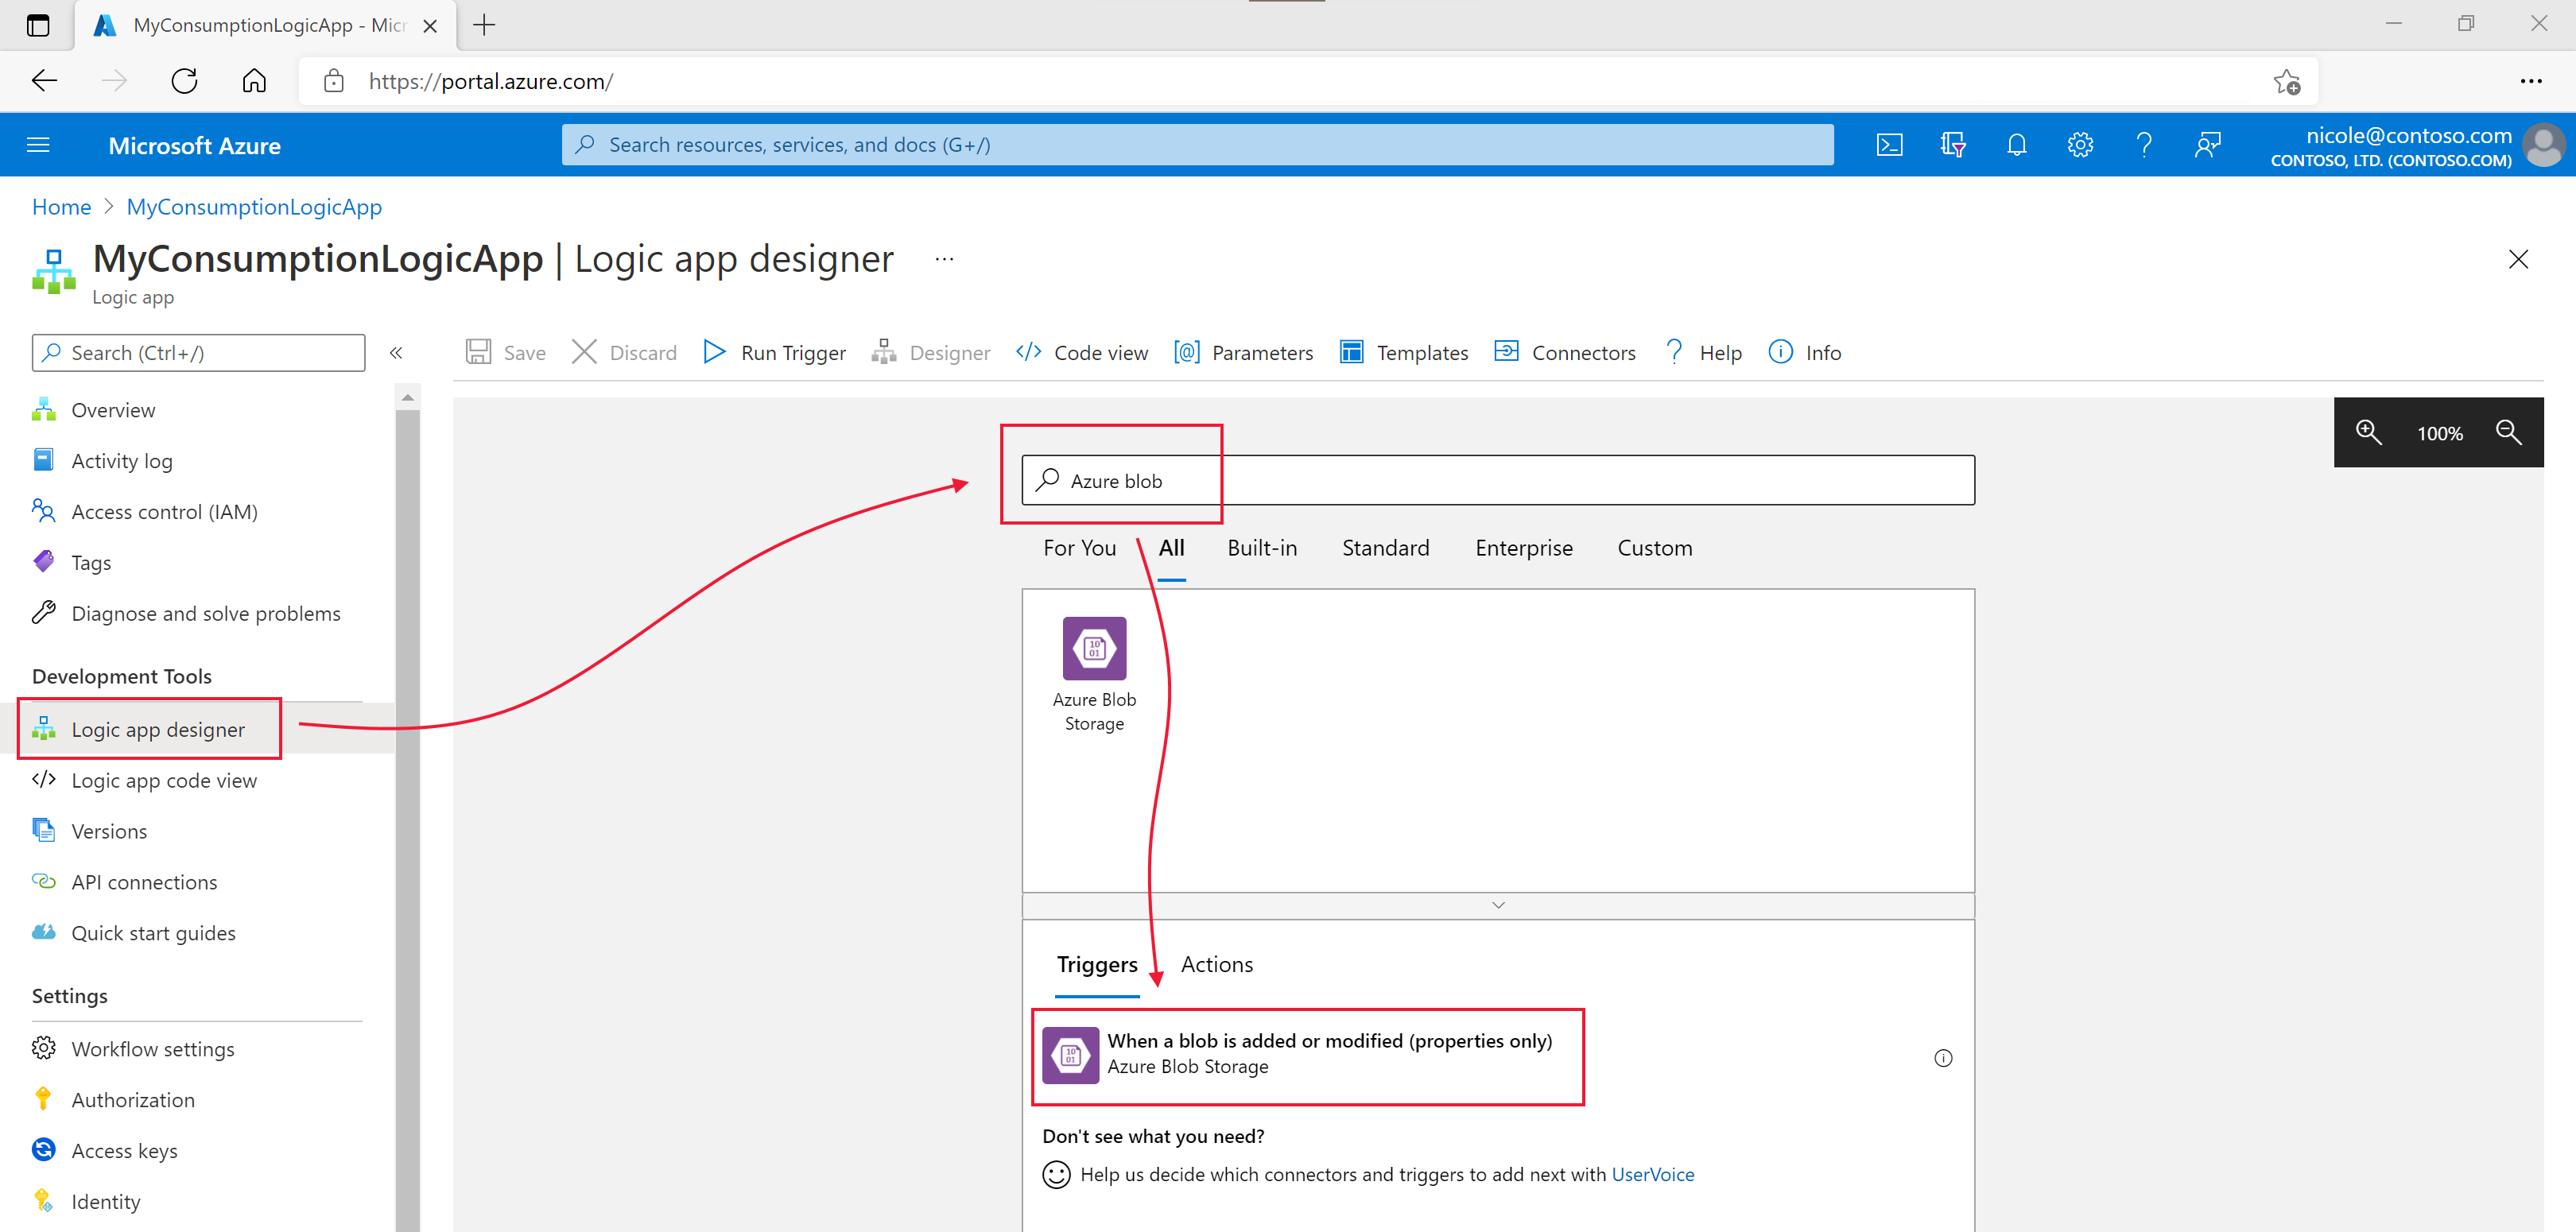 MyConsumptionLogicApp - Micr
https://portal.azure.com/
Microsoft Azure
Search resources, services, and docs (G+/)
nicole@contoso.com
CONTOSO, LTD. (CONTOSO.COM)
Home > MyConsumptionLogicApp
MyConsumptionLogicApp | Logic app designer ...
Logic app
Search (Ctrl+/)
«
Save
Discard
Run Trigger
Designer
Code view
Parameters
Templates
Connectors
Help
Info
Overview
Activity log
Access control (IAM)
Tags
Diagnose and solve problems
Development Tools
Logic app designer
Logic app code view
Versions
API connections
Quick start guides
Settings
Workflow settings
Authorization
Access keys
Identity
100%
Azure blob
For You
All
Built-in
Standard
Enterprise
Custom
10
01
Azure Blob
Storage
Triggers
Actions
10
01
When a blob is added or modified (properties only)
Azure Blob Storage
Don't see what you need?
Help us decide which connectors and triggers to add next with UserVoice